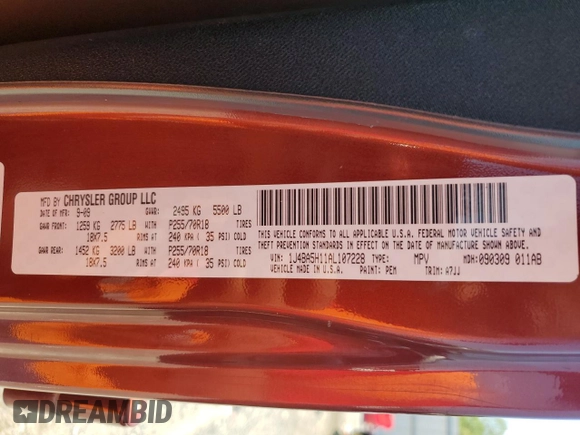 MFD BY CHRYSLER GROUP LLC
DATE OF MFR 9-09 GVWR: 2495 KG 5500 LB
GAWR FRONT: 1259 KG 2775 LB P255/70R18 TIRES
18X7.5 RIMS AT 240 KPA ( 35 PSI) COLD
GAWR REAR: 1452 KG 3200 LB P255/70R18 TIRES
18X7.5 RIMS AT 240 KPA ( 35 PSI) COLD
THIS VEHICLE CONFORMS TO ALL APPLICABLE U.S.A. FEDERAL MOTOR VEHICLE SAFETY AND
THEFT PREVENTION STANDARDS IN EFFECT ON THE DATE OF MANUFACTURE SHOWN ABOVE.
VIN: 1J4BA5H11AL107228 TYPE: MPV MDH: 090309 011AB
VEHICLE MADE IN U.S.A. PAINT: PEM TRIM: A7JJ
DREAMBID